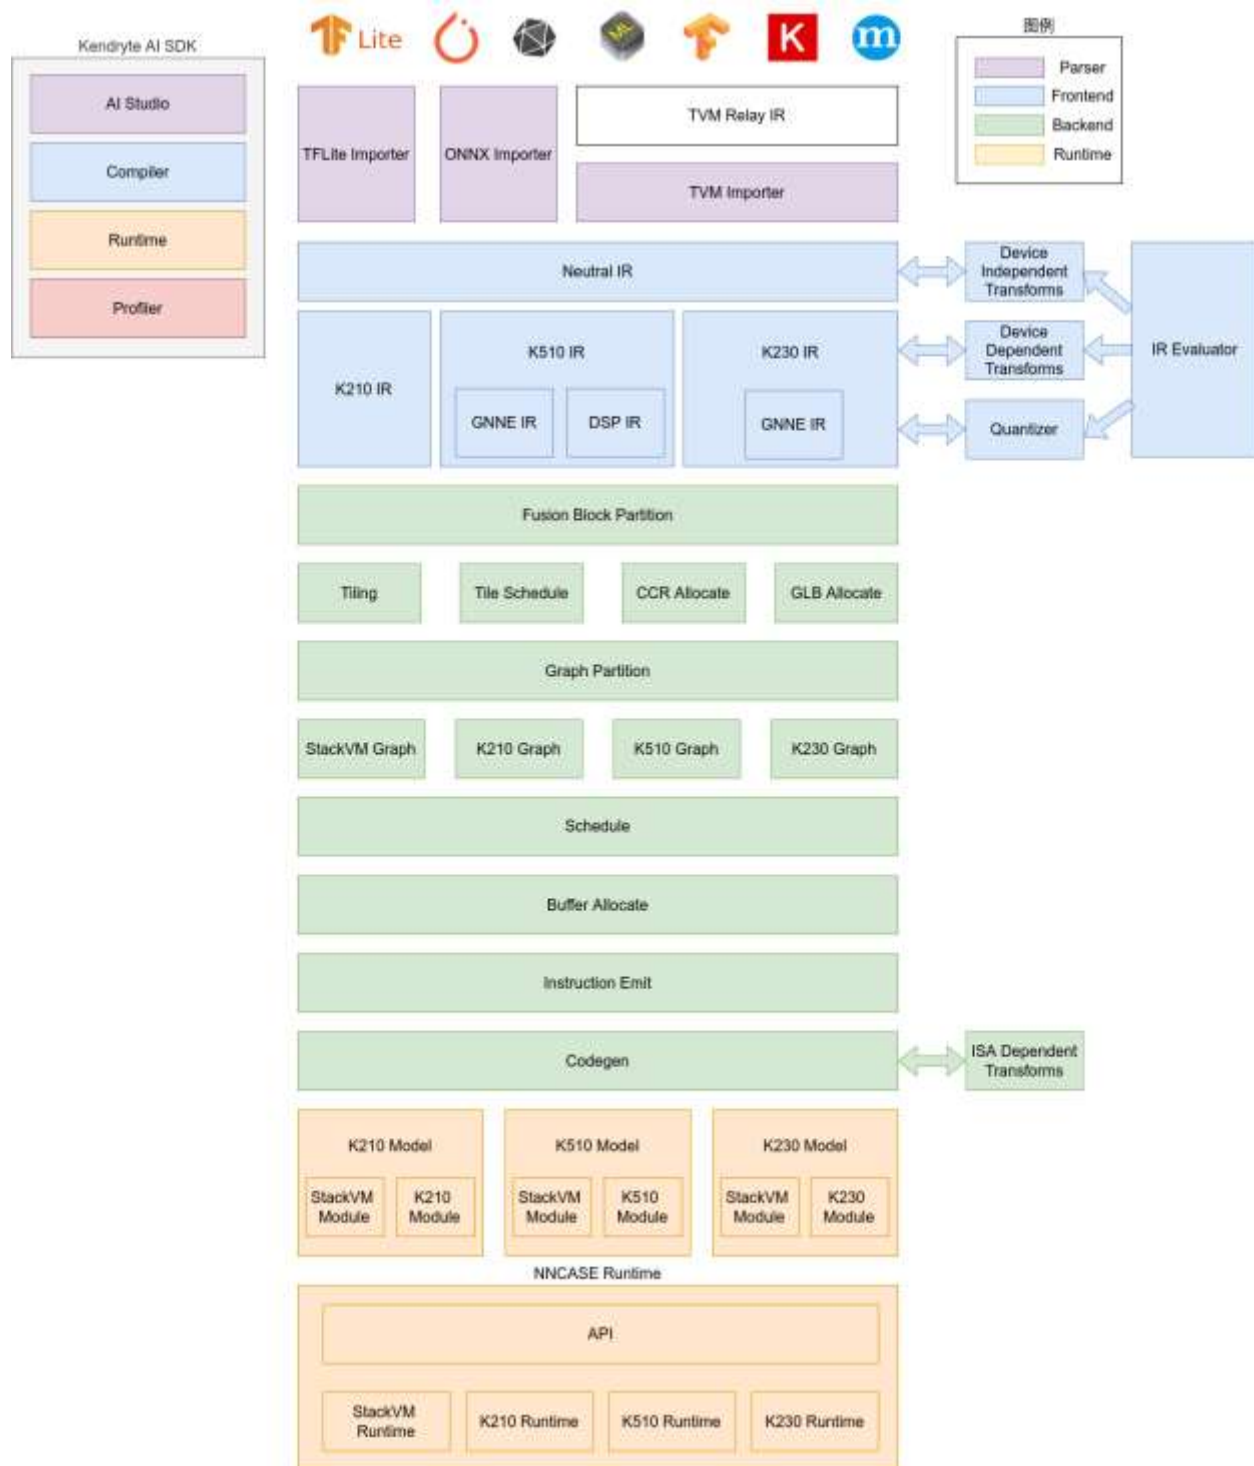 Lite
ML
K
m
Kendryte AI SDK
AI Studio
Compiler
Runtime
Profiler
图例
Parser
Frontend
Backend
Runtime
TFLite Importer
ONNX Importer
TVM Relay IR
TVM Importer
Neutral IR
Device
Independent
Transforms
K210 IR
K510 IR
GNNE IR
DSP IR
K230 IR
GNNE IR
Device
Dependent
Transforms
Quantizer
IR Evaluator
Fusion Block Partition
Tiling
Tile Schedule
CCR Allocate
GLB Allocate
Graph Partition
StackVM Graph
K210 Graph
K510 Graph
K230 Graph
Schedule
Buffer Allocate
Instruction Emit
Codegen
ISA Dependent
Transforms
K210 Model
StackVM
Module
K210
Module
K510 Model
StackVM
Module
K510
Module
K230 Model
StackVM
Module
K230
Module
NNCASE Runtime
API
StackVM
Runtime
K210 Runtime
K510 Runtime
K230 Runtime